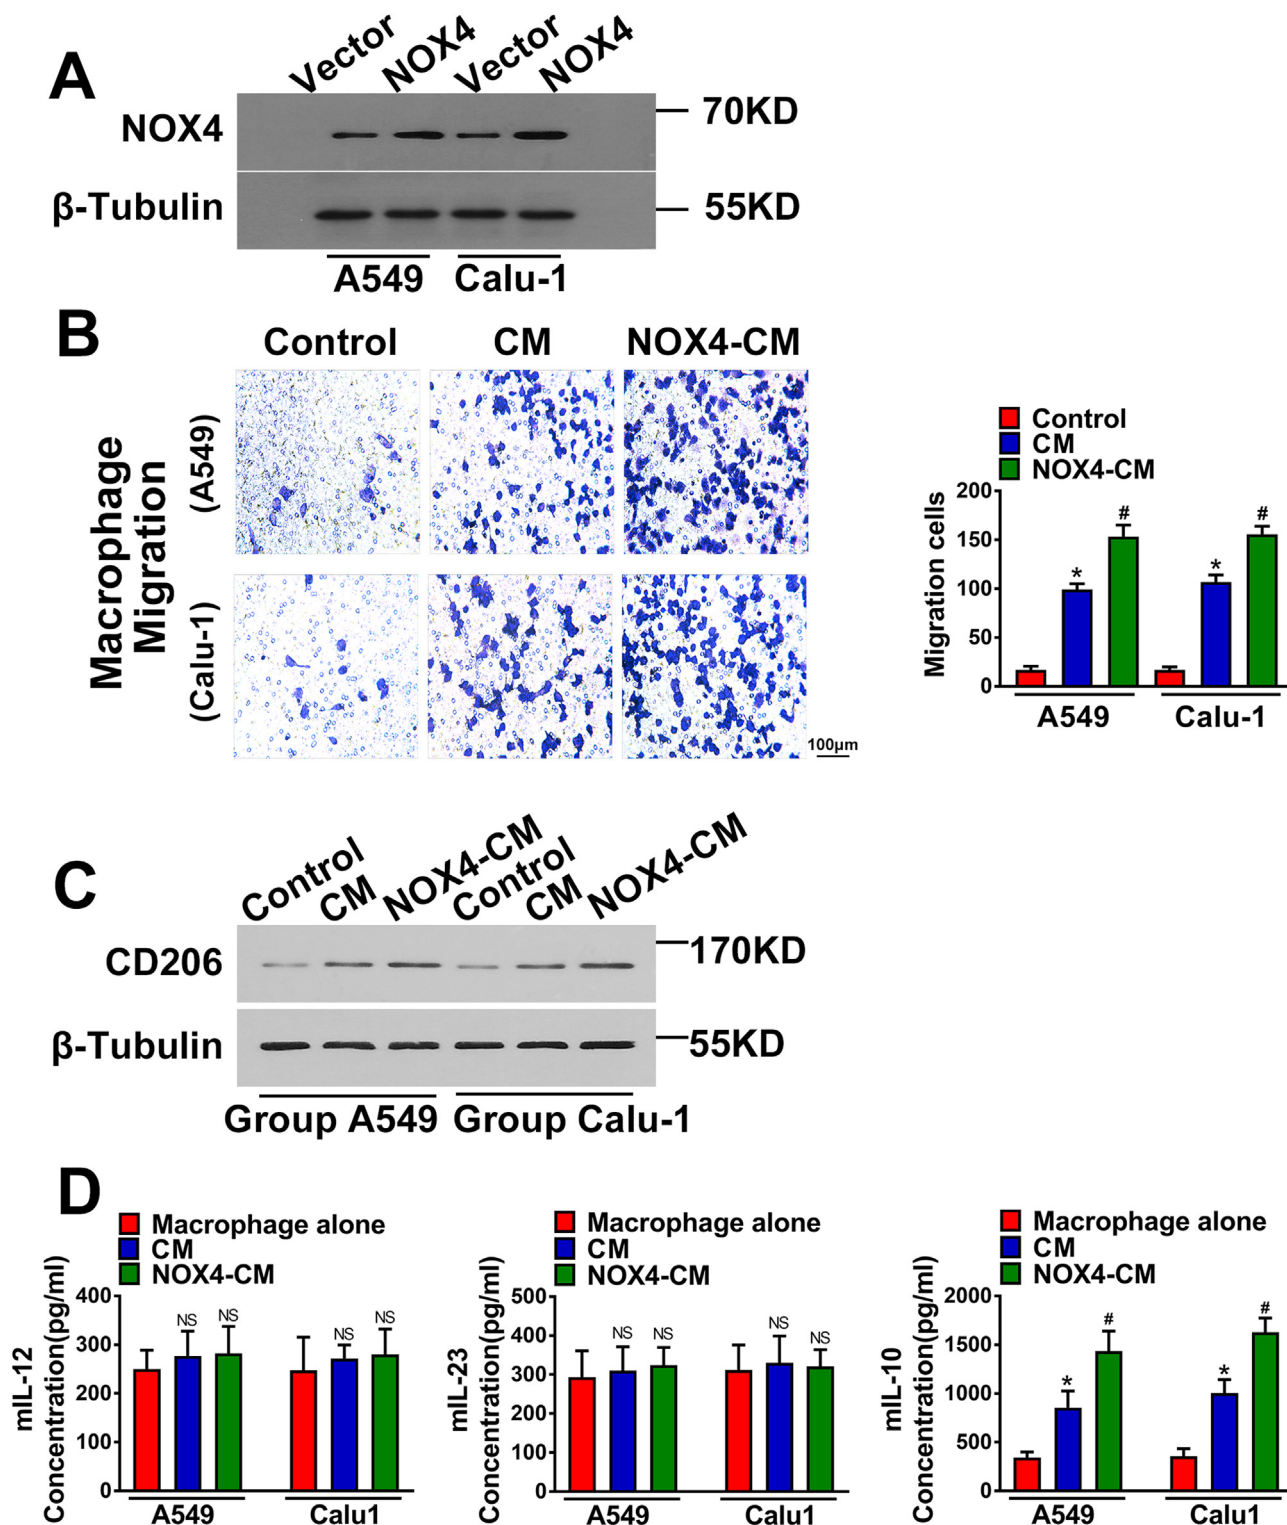 A
Vector NOX4 Vector NOX4
NOX4
70KD
β-Tubulin
55KD
A549 Calu-1
B
Control CM NOX4-CM
Macrophage
Migration
(A549)
(Calu-1)
100μm
Control
CM
NOX4-CM
Migration cells
200
150
100
50
0
* # * #
A549 Calu-1
C
Control CM NOX4-CM Control CM NOX4-CM
CD206
170KD
β-Tubulin
55KD
Group A549 Group Calu-1
D
Macrophage alone
CM
NOX4-CM
mIL-12
Concentration(pg/ml)
400
300
200
100
0
NS NS NS NS
A549 Calu1
Macrophage alone
CM
NOX4-CM
mIL-23
Concentration(pg/ml)
500
400
300
200
100
0
NS NS NS NS
A549 Calu1
Macrophage alone
CM
NOX4-CM
mIL-10
Concentration(pg/ml)
2000
1500
1000
500
0
* # * #
A549 Calu1